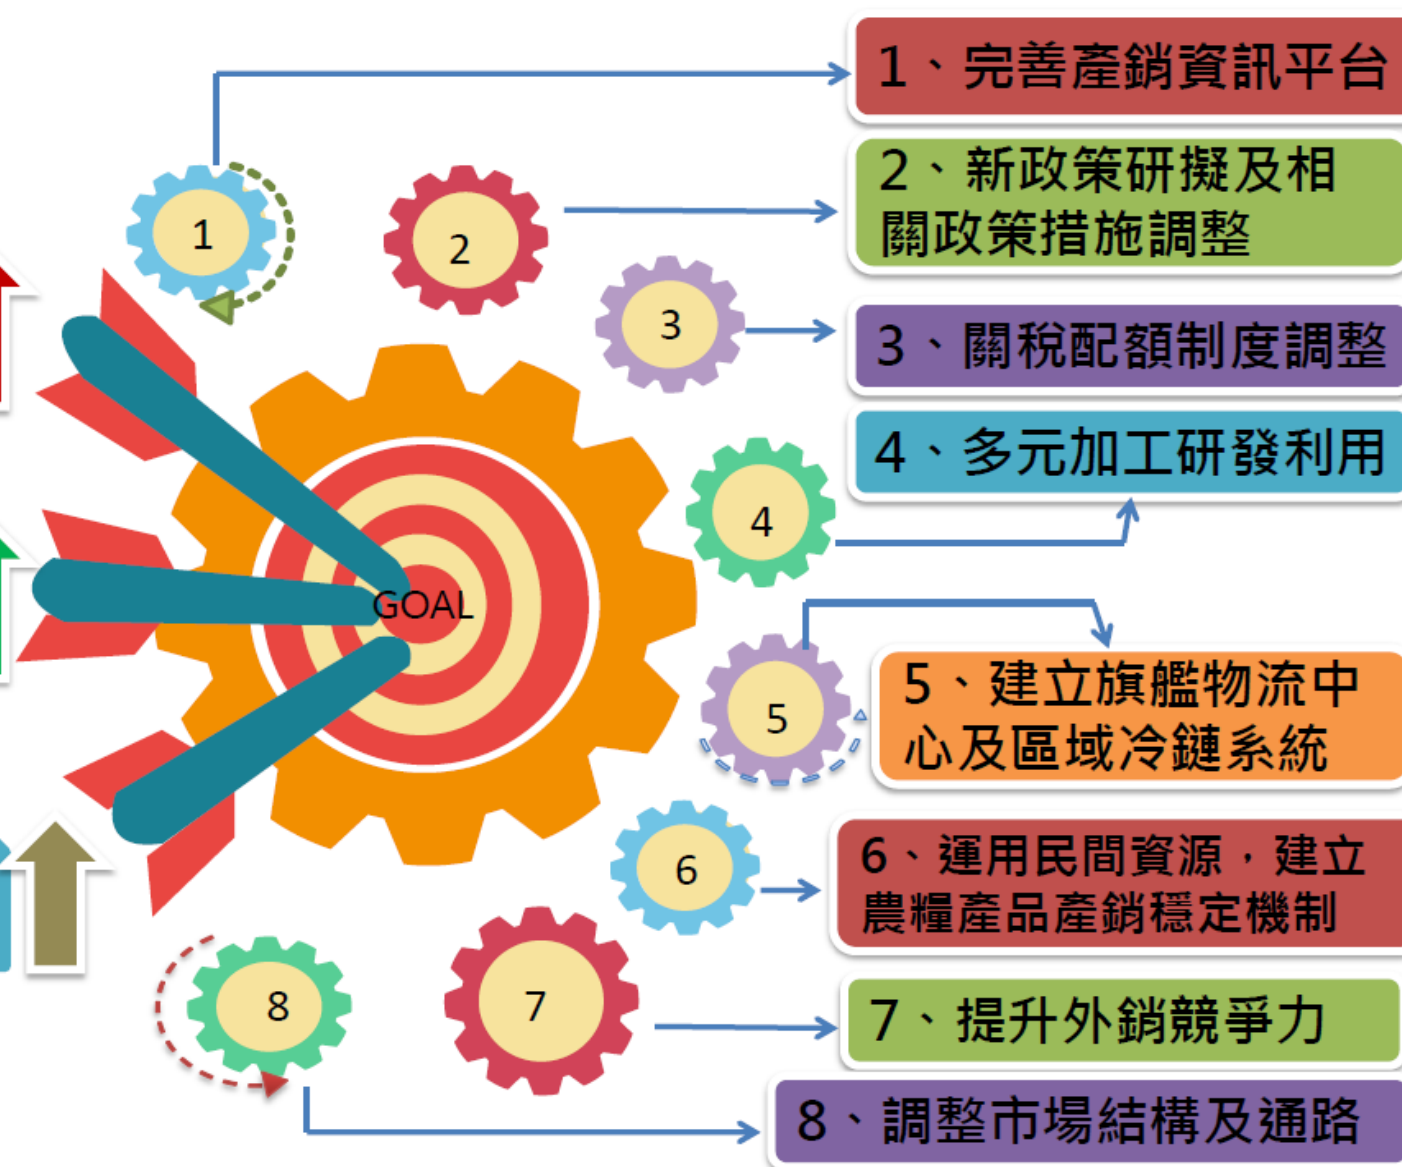 1、完善產銷資訊平台
2、新政策研擬及相
關政策措施調整
3、關稅配額制度調整
4、多元加工研發利用
5、建立旗艦物流中
心及區域冷鏈系統
6、運用民間資源，建立
農糧產品產銷穩定機制
7、提升外銷競爭力
8、調整市場結構及通路
1
2
3
4
5
6
7
8
GOAL